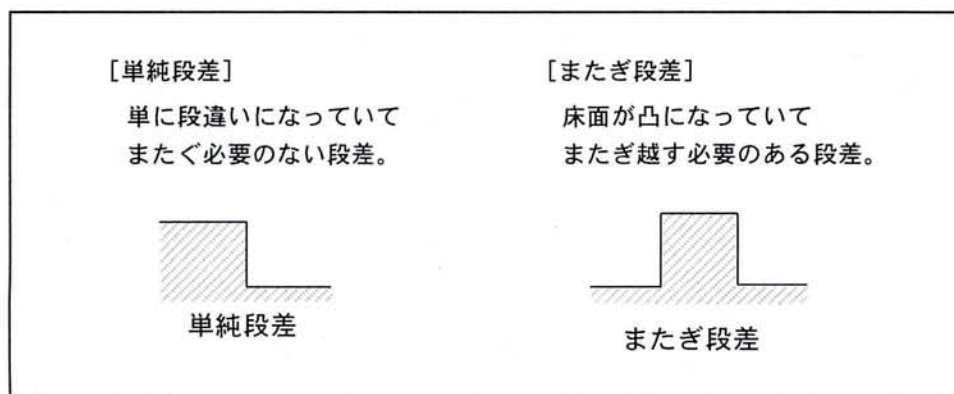 [単純段差]
単に段違いになっていて
またぐ必要のない段差。
単純段差
[またぎ段差]
床面が凸になっていて
またぎ越す必要のある段差。
またぎ段差